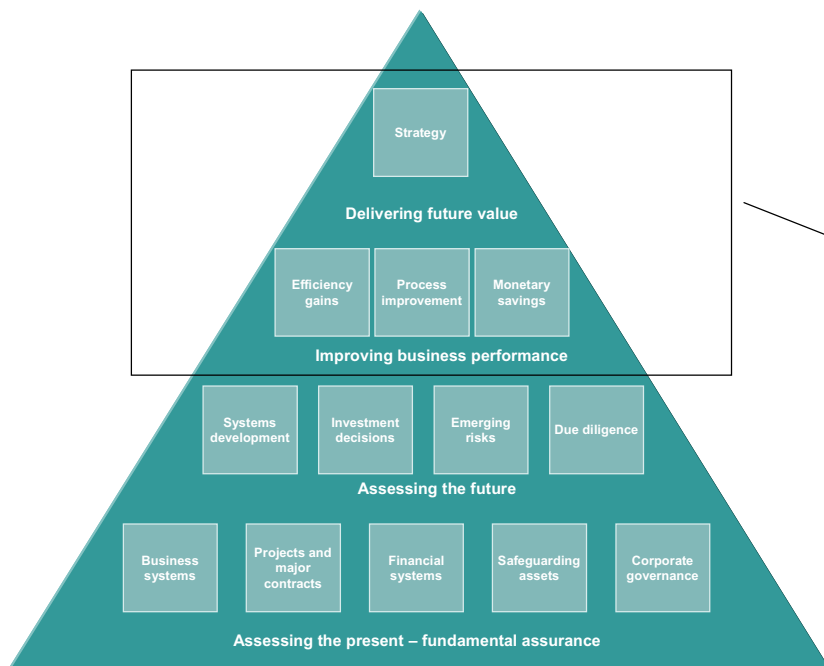 Strategy
Delivering future value
Efficiency
gains
Process
improvement
Monetary
savings
Improving business performance
Systems
development
Investment
decisions
Emerging
risks
Due diligence
Assessing the future
Business
systems
Projects and
major
contracts
Financial
systems
Safeguarding
assets
Corporate
governance
Assessing the present – fundamental assurance